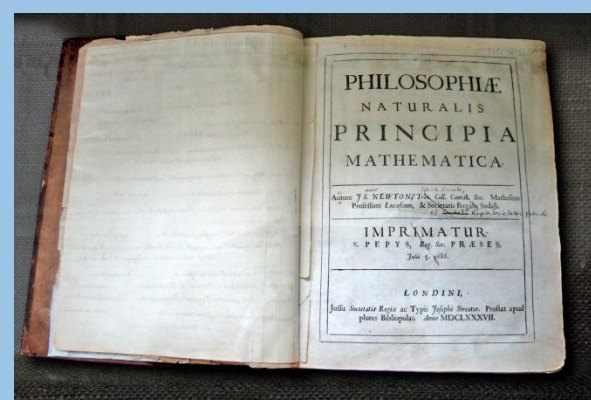 PHILOSOPHIÆ
NATURALIS
PRINCIPIA
MATHEMATICA.
Autore JS. NEWTON, Trin. Coll. Cantab. Soc. Matheseos
Professore Lucasiano, & Societatis Regalis Sodali.
IMPRIMATUR.
S. PEPYS, Reg. Soc. PRÆSES.
Julii 5. 1686.
LONDINI,
Jussu Societatis Regiæ ac Typis Josephi Streater. Prostat apud
plures Bibliopolas. Anno MDCLXXXVII.